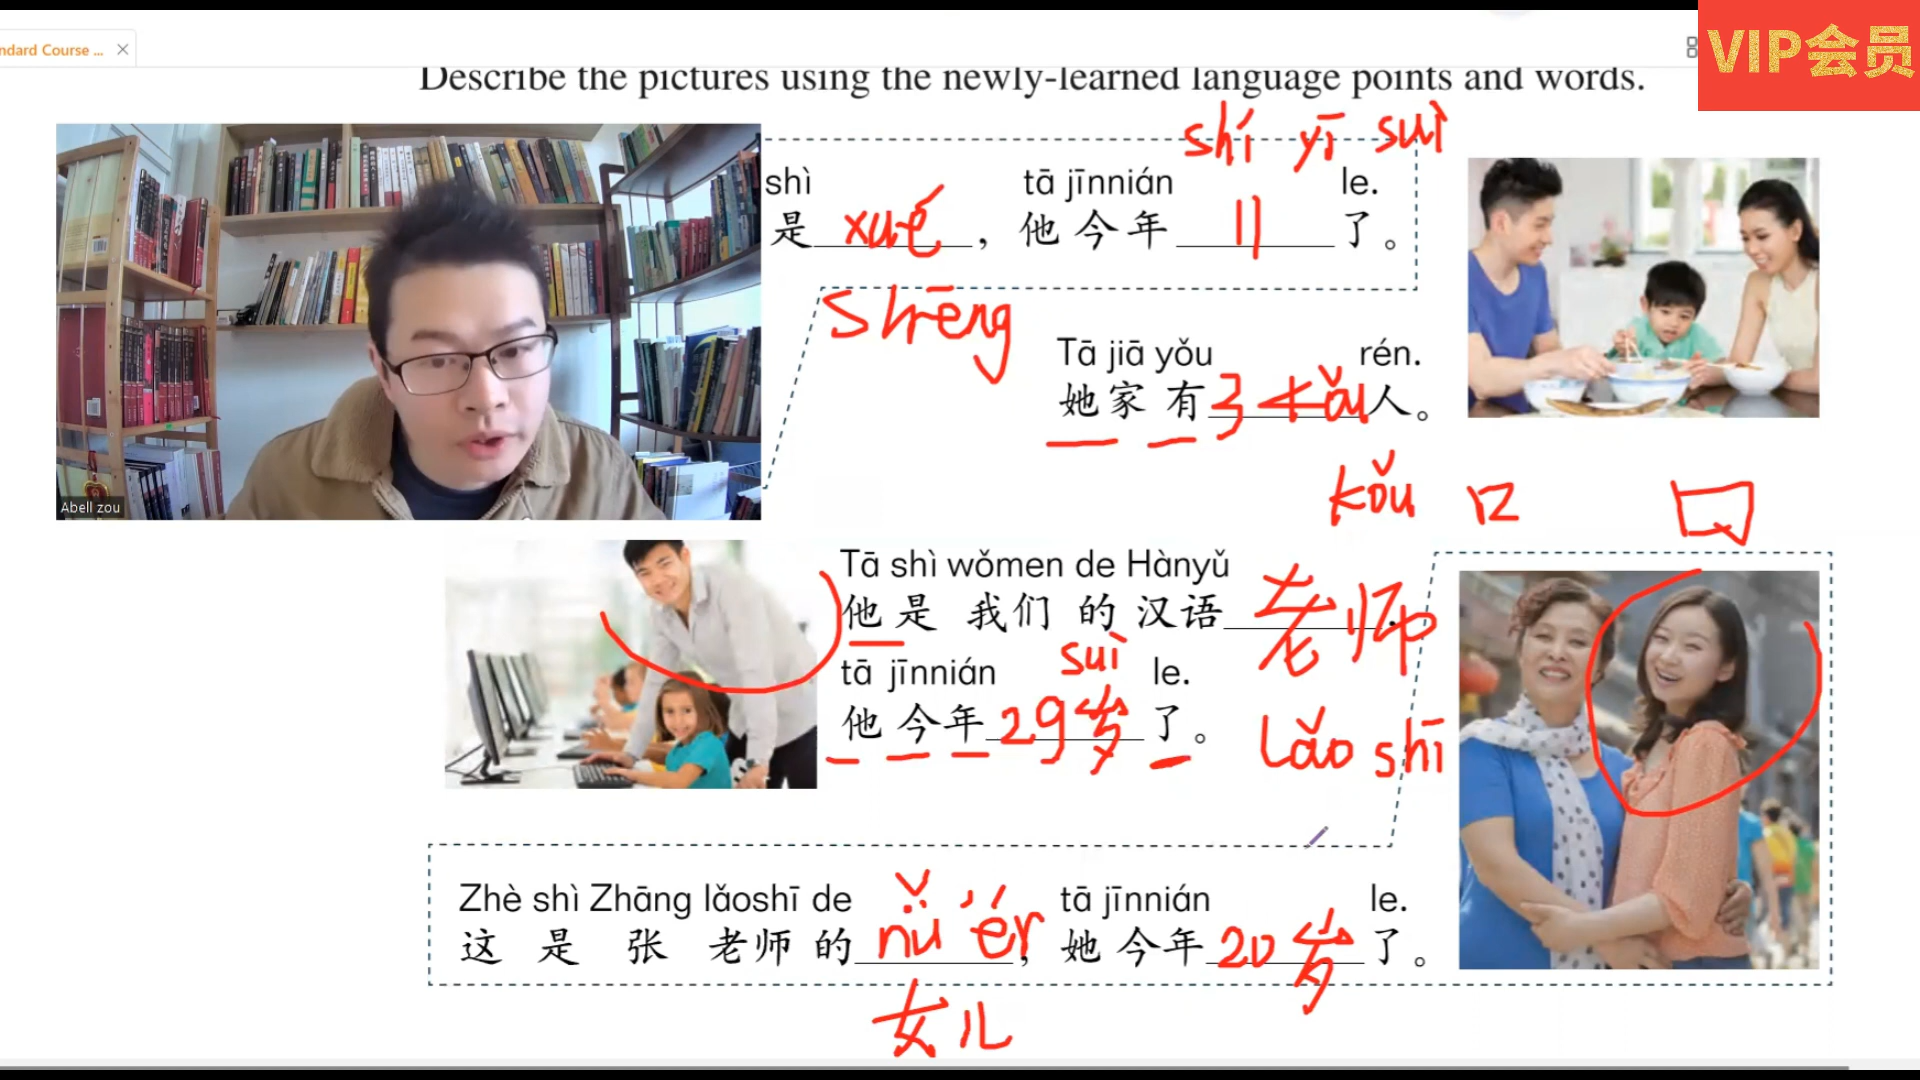 ndard Course ...
VIP会员
Describe the pictures using the newly-learned language points and words.
shí yī suì
shì tā jīnnián le.
是 xué ，他 今 年 11 了。
shēng
Tā jiā yǒu rén.
她 家 有 3 kǒu 人。
kǒu 口 口
Abell zou
Tā shì wǒmen de Hànyǔ
他 是 我们 的 汉语 老师 .
suì
tā jīnnián le.
他 今年 29岁 了。
lǎo shī
Zhè shì Zhāng lǎoshī de tā jīnnián le.
这 是 张 老师 的 nǚ'ér ，她 今年 20岁 了。
女儿